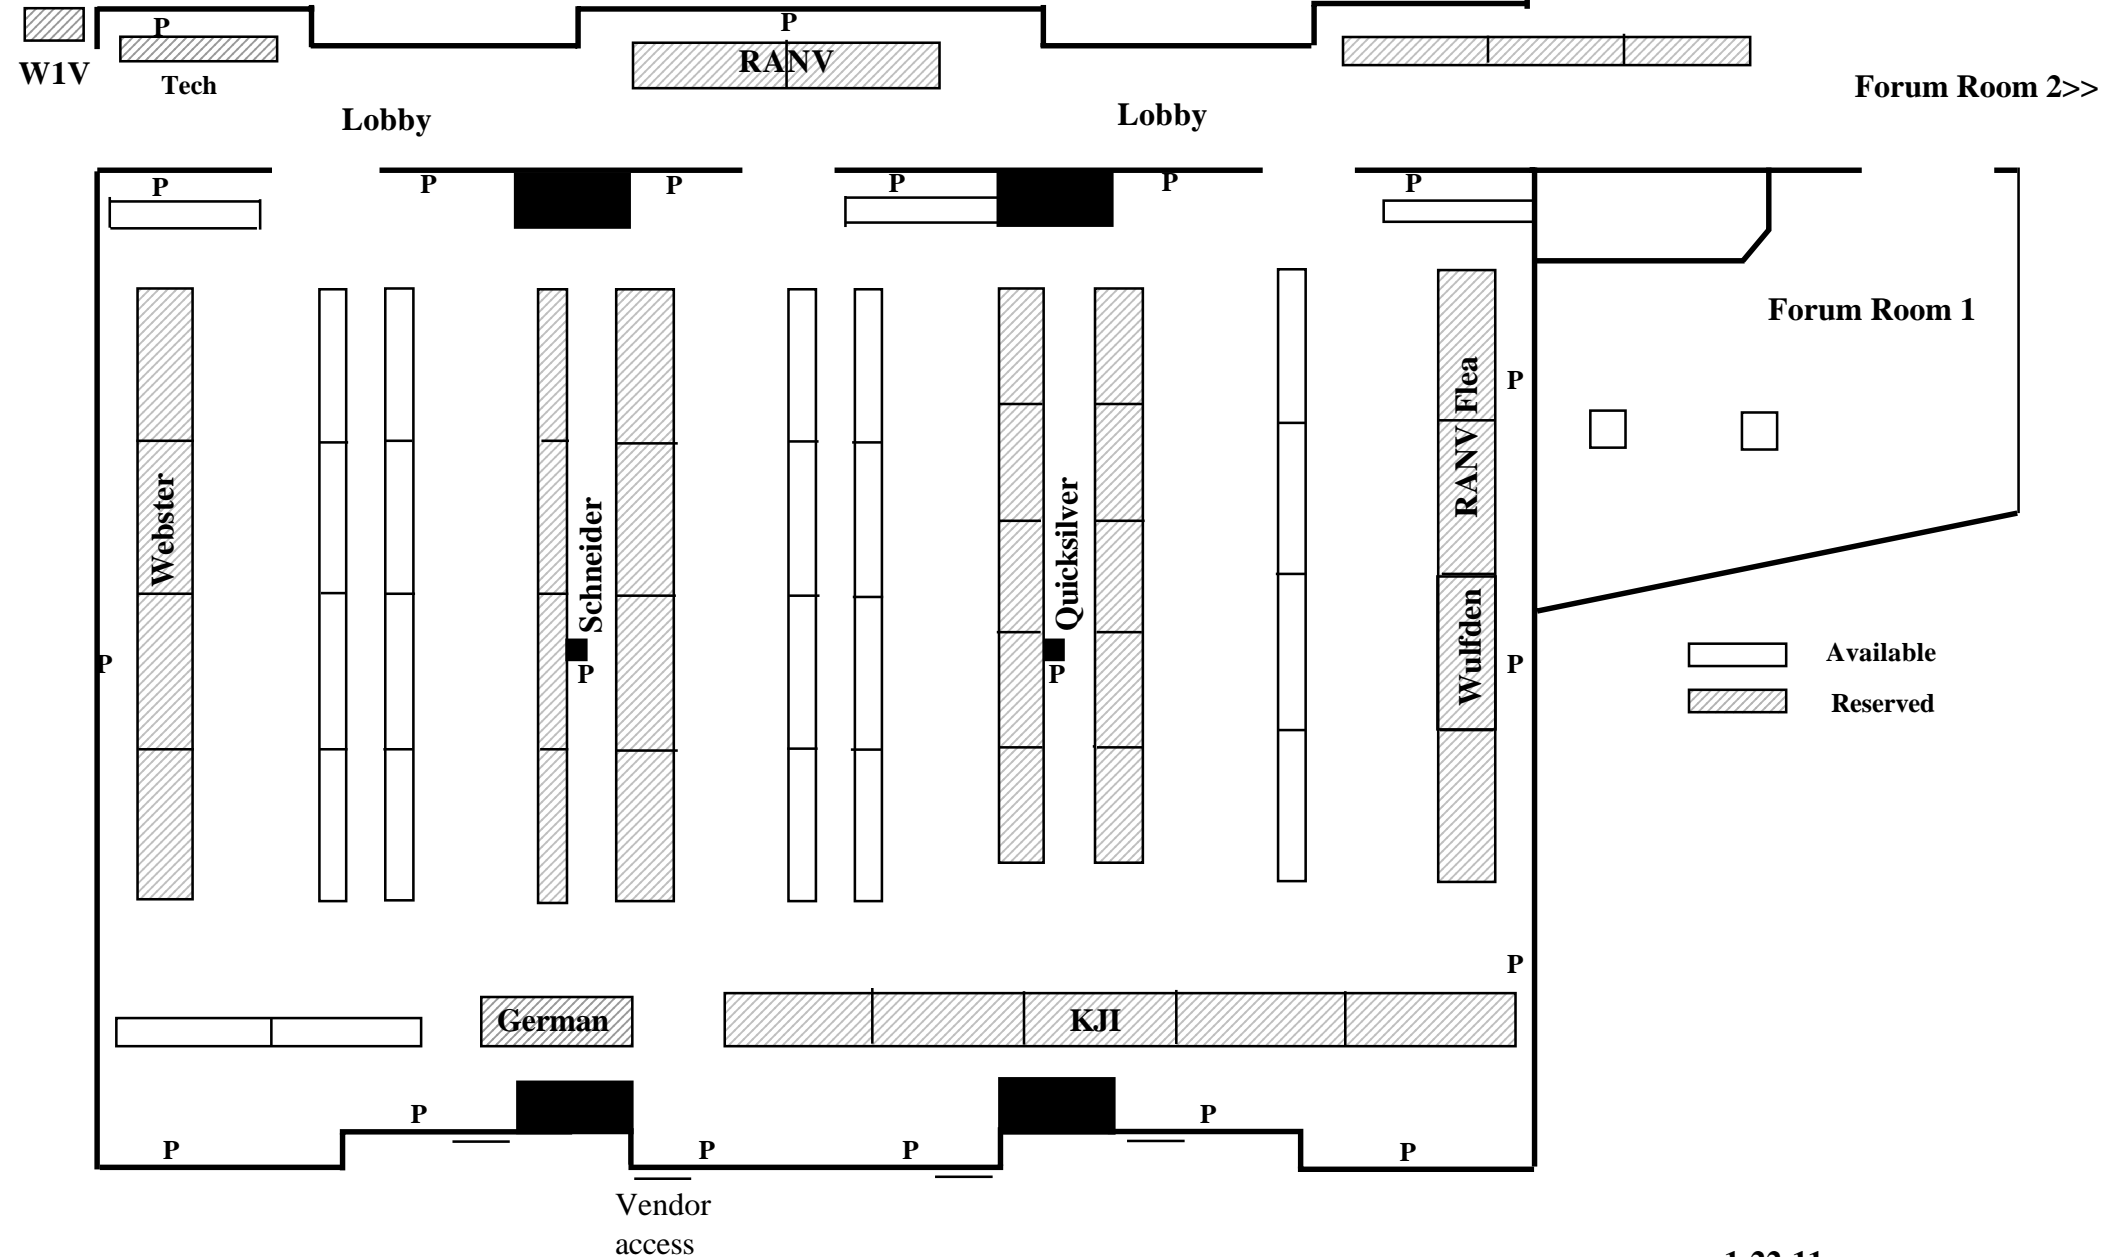 P
P
RANV
W1V
Tech
Forum Room 2>>
Lobby
Lobby
P
P
P
P
P
P
Forum Room 1
RANV Flea
P
Webster
Schneider
Quicksilver
Wulfden
Available
P
P
P
P
Reserved
P
German
KJI
P
P
P
P
P
P
Vendor
access